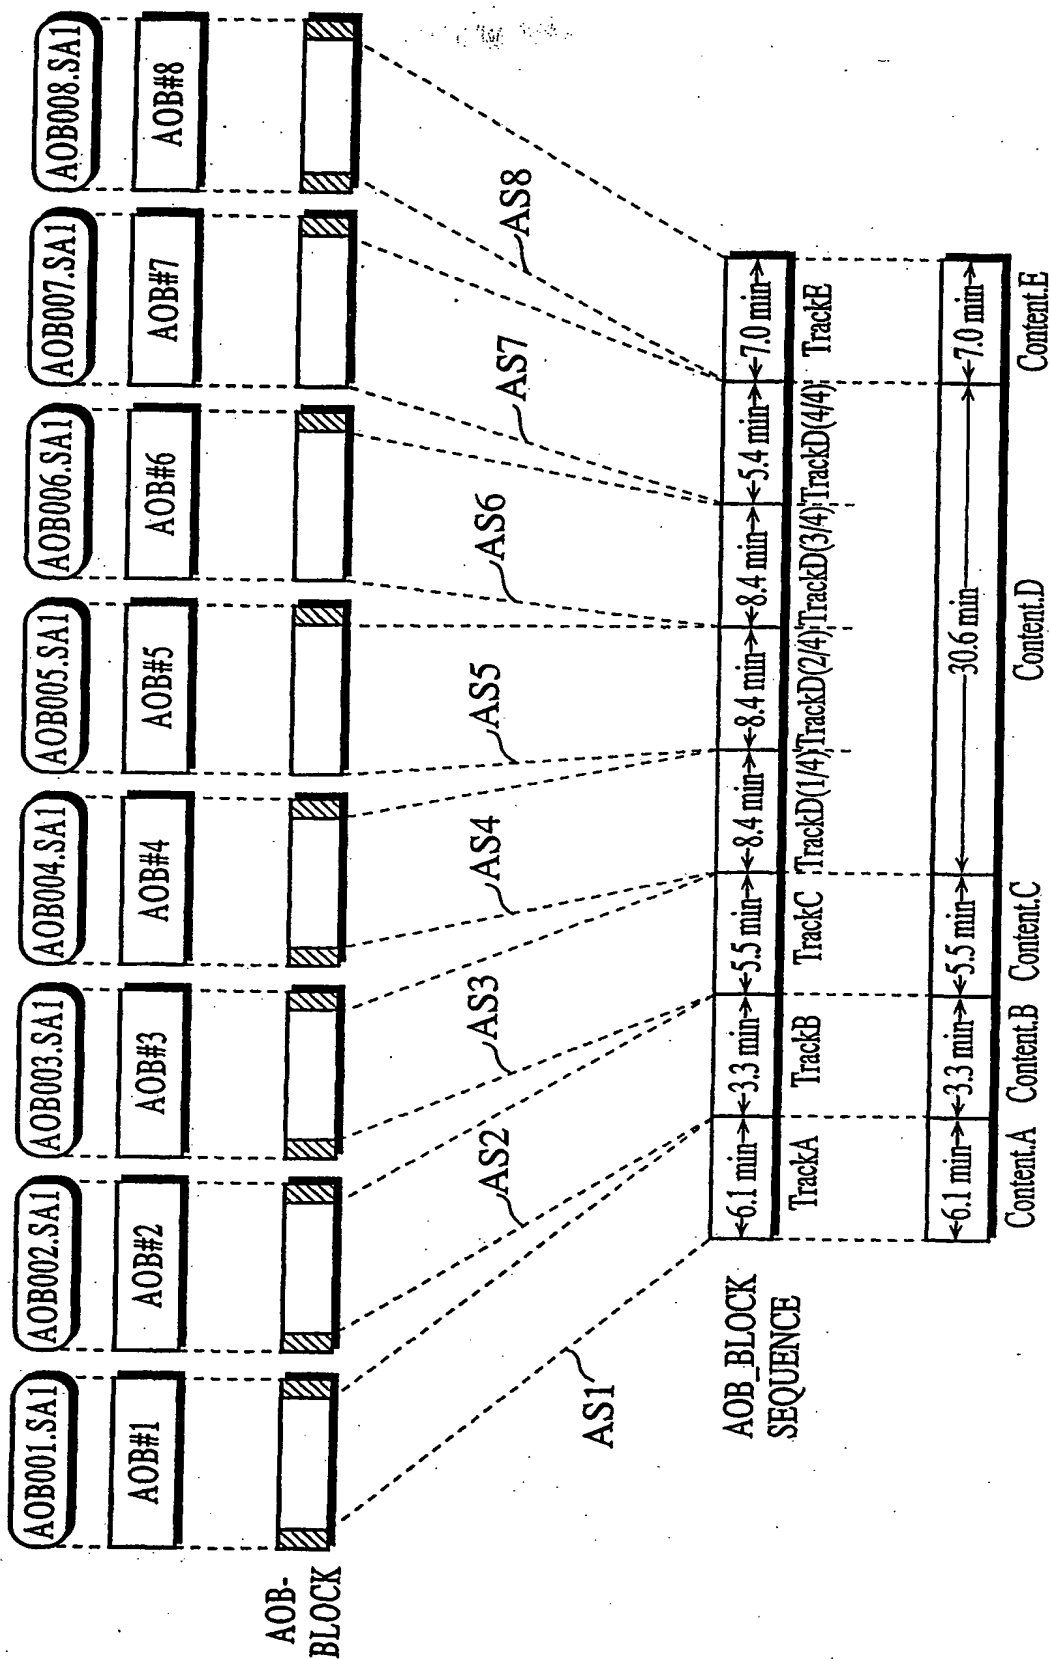 AOB001.SA1 AOB002.SA1 AOB003.SA1 AOB004.SA1 AOB005.SA1 AOB006.SA1 AOB007.SA1 AOB008.SA1
AOB#1 AOB#2 AOB#3 AOB#4 AOB#5 AOB#6 AOB#7 AOB#8
AOB-
BLOCK
AS1 AS2 AS3 AS4 AS5 AS6 AS7 AS8
AOB_BLOCK
SEQUENCE
6.1 min 3.3 min 5.5 min 8.4 min 8.4 min 8.4 min 5.4 min 7.0 min
TrackA TrackB TrackC TrackD(1/4) TrackD(2/4) TrackD(3/4) TrackD(4/4) TrackE
6.1 min 3.3 min 5.5 min 30.6 min 7.0 min
Content.A Content.B Content.C Content.D Content.E